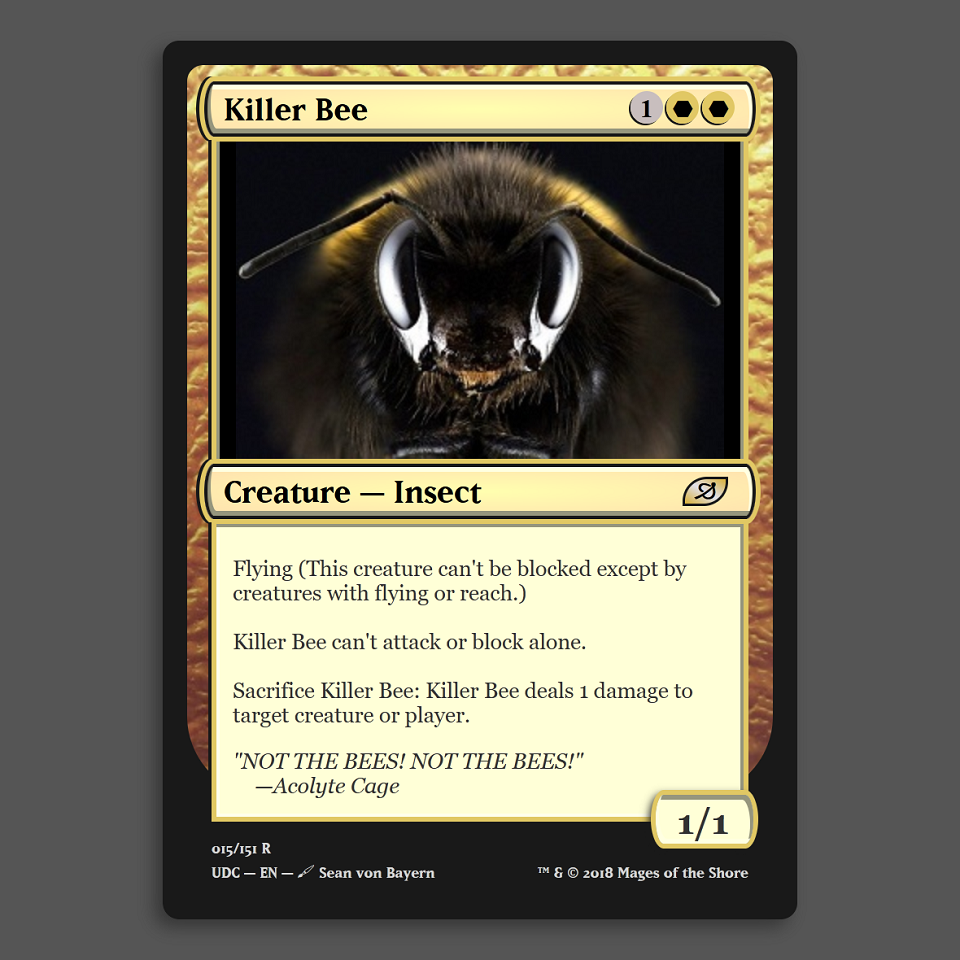 Killer Bee
1
Creature — Insect
Flying (This creature can't be blocked except by
creatures with flying or reach.)
Killer Bee can't attack or block alone.
Sacrifice Killer Bee: Killer Bee deals 1 damage to
target creature or player.
"NOT THE BEES! NOT THE BEES!"
—Acolyte Cage
1/1
015/151 R
UDC — EN — Sean von Bayern
™ & © 2018 Mages of the Shore